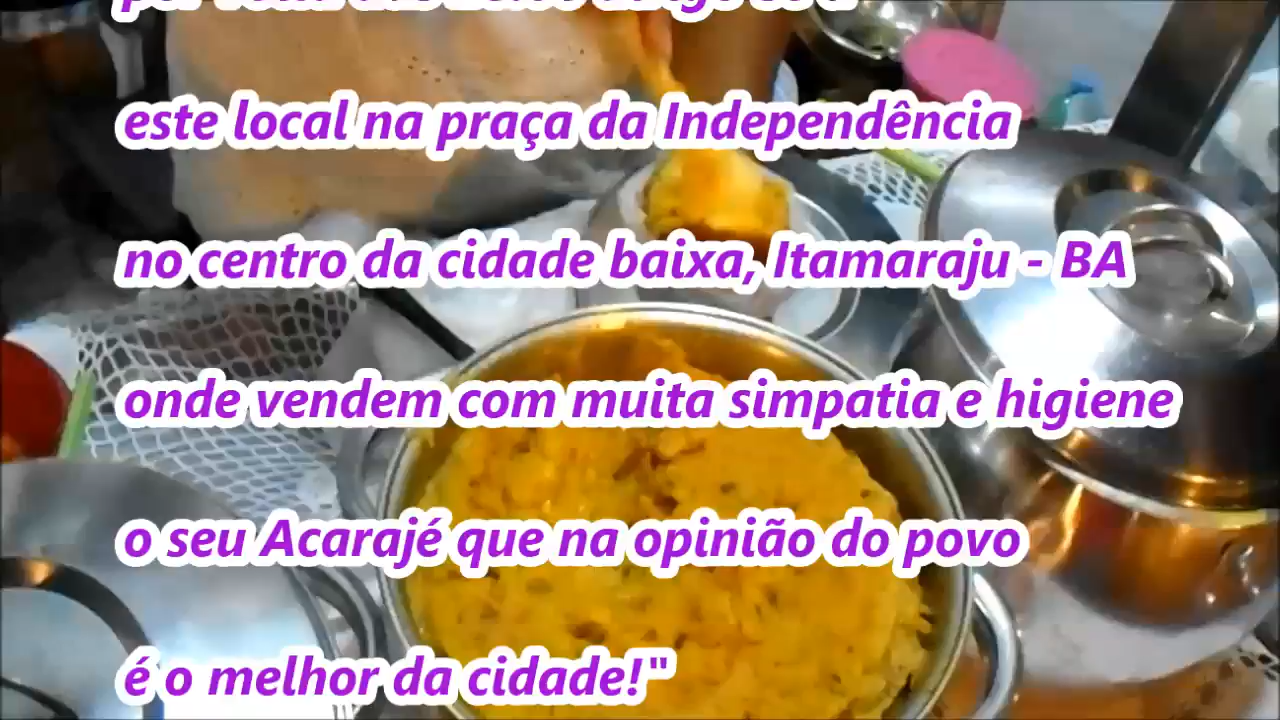 este local na praça da Independência
no centro da cidade baixa, Itamaraju - BA
onde vendem com muita simpatia e higiene
o seu Acarajé que na opinião do povo
é o melhor da cidade!"